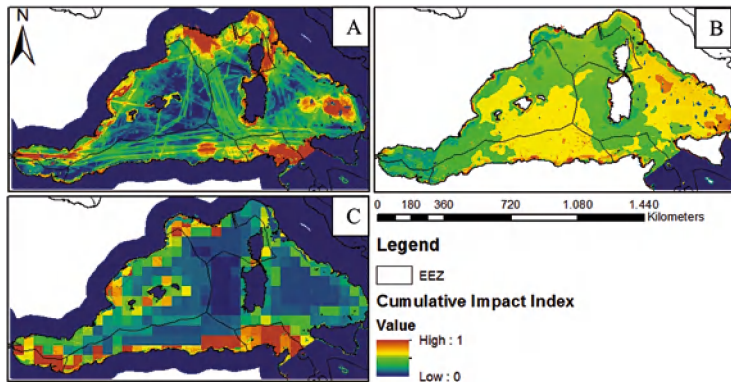 N
A
B
C
0 180 360 720 1.080 1.440
Kilometers
Legend
EEZ
Cumulative Impact Index
Value
High : 1
Low : 0